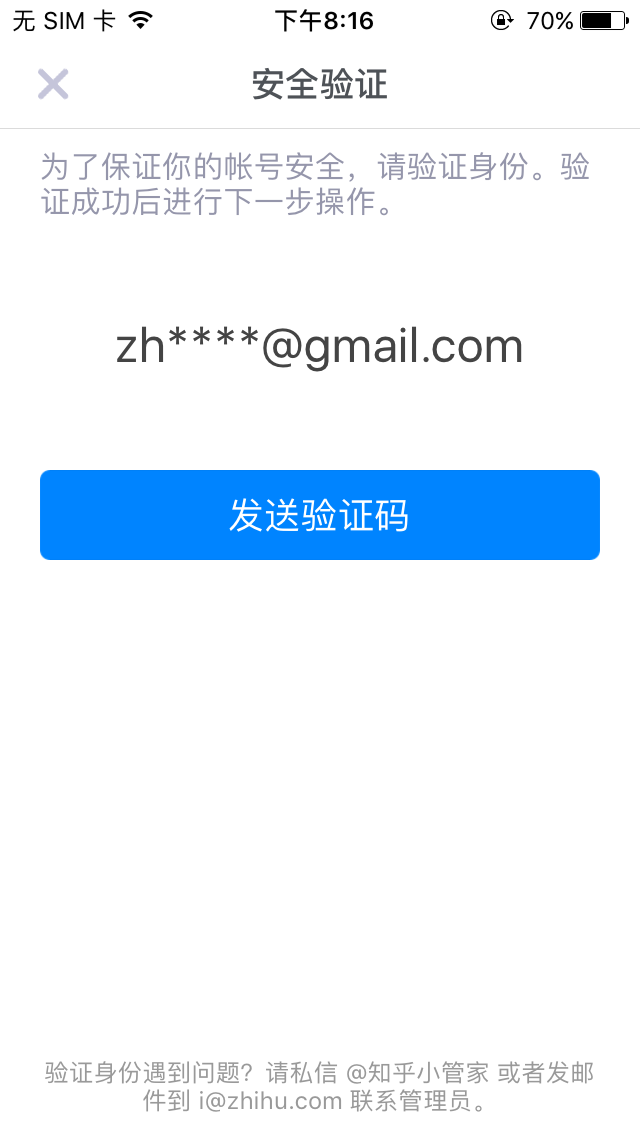 无 SIM 卡 下午8:16 70%
安全验证
为了保证你的帐号安全，请验证身份。验
证成功后进行下一步操作。
zh****@gmail.com
发送验证码
验证身份遇到问题？请私信 @知乎小管家 或者发邮
件到 i@zhihu.com 联系管理员。